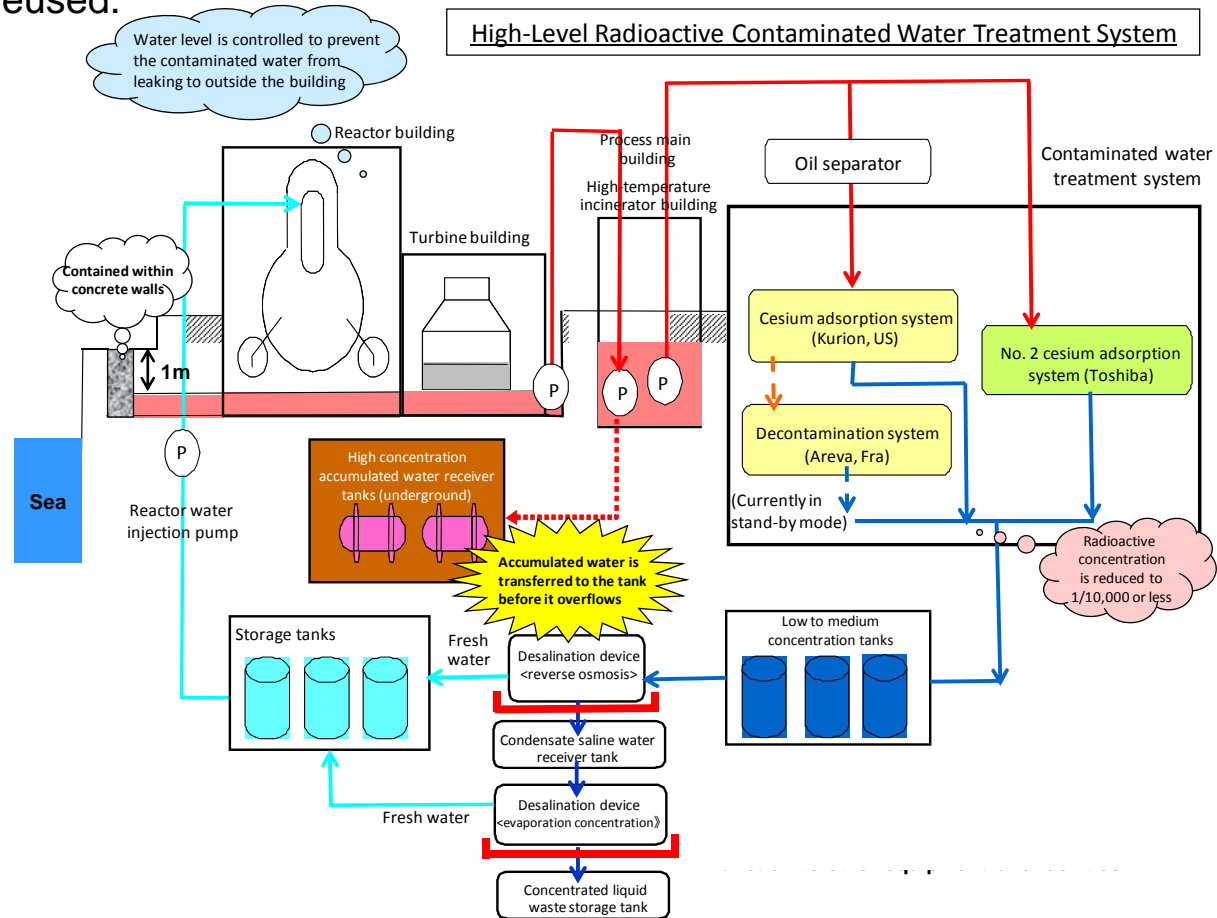 eused.
High-Level Radioactive Contaminated Water Treatment System
Water level is controlled to prevent
the contaminated water from
leaking to outside the building
Reactor building
Process main
building
High-temperature
incinerator building
Oil separator
Contaminated water
treatment system
Turbine building
Contained within
concrete walls
1m
Cesium adsorption system
(Kurion, US)
No. 2 cesium adsorption
system (Toshiba)
P
P
P
Decontamination system
(Areva, Fra)
P
Sea
High concentration
accumulated water receiver
tanks (underground)
(Currently in
stand-by mode)
Reactor water
injection pump
Accumulated water is
transferred to the tank
before it overflows
Radioactive
concentration
is reduced to
1/10,000 or less
Storage tanks
Fresh
water
Desalination device
<reverse osmosis>
Low to medium
concentration tanks
Condensate saline water
receiver tank
Fresh water
Desalination device
<evaporation concentration》
Concentrated liquid
waste storage tank